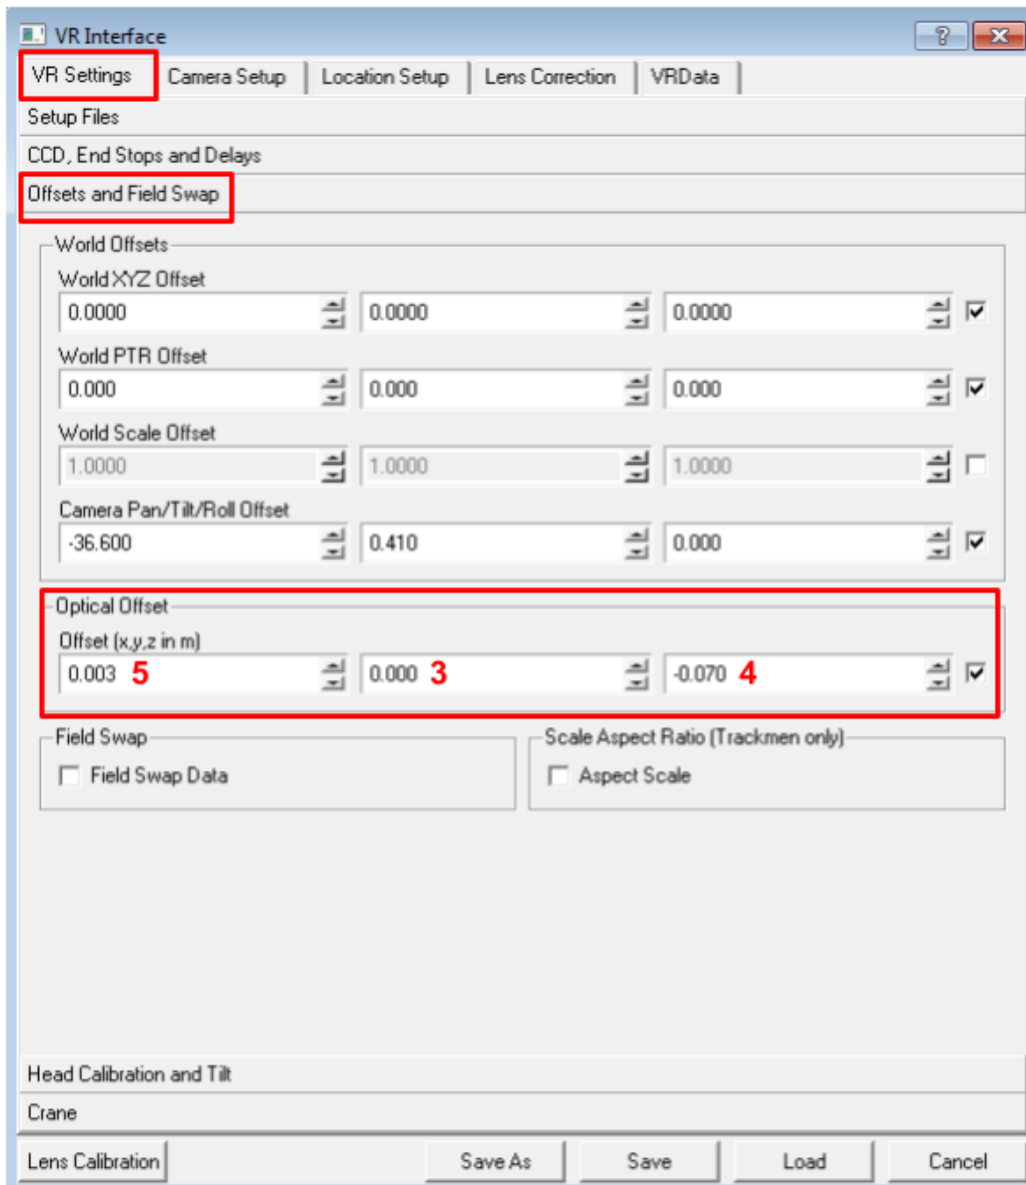 VR Interface
VR Settings Camera Setup Location Setup Lens Correction VRData
Setup Files
CCD, End Stops and Delays
Offsets and Field Swap
World Offsets
World XYZ Offset
0.0000 0.0000 0.0000
World PTR Offset
0.000 0.000 0.000
World Scale Offset
1.0000 1.0000 1.0000
Camera Pan/Tilt/Roll Offset
-36.600 0.410 0.000
Optical Offset
Offset (x,y,z in m)
0.003 5 0.000 3 -0.070 4
Field Swap Scale Aspect Ratio (Trackmen only)
Field Swap Data Aspect Scale
Head Calibration and Tilt
Crane
Lens Calibration Save As Save Load Cancel